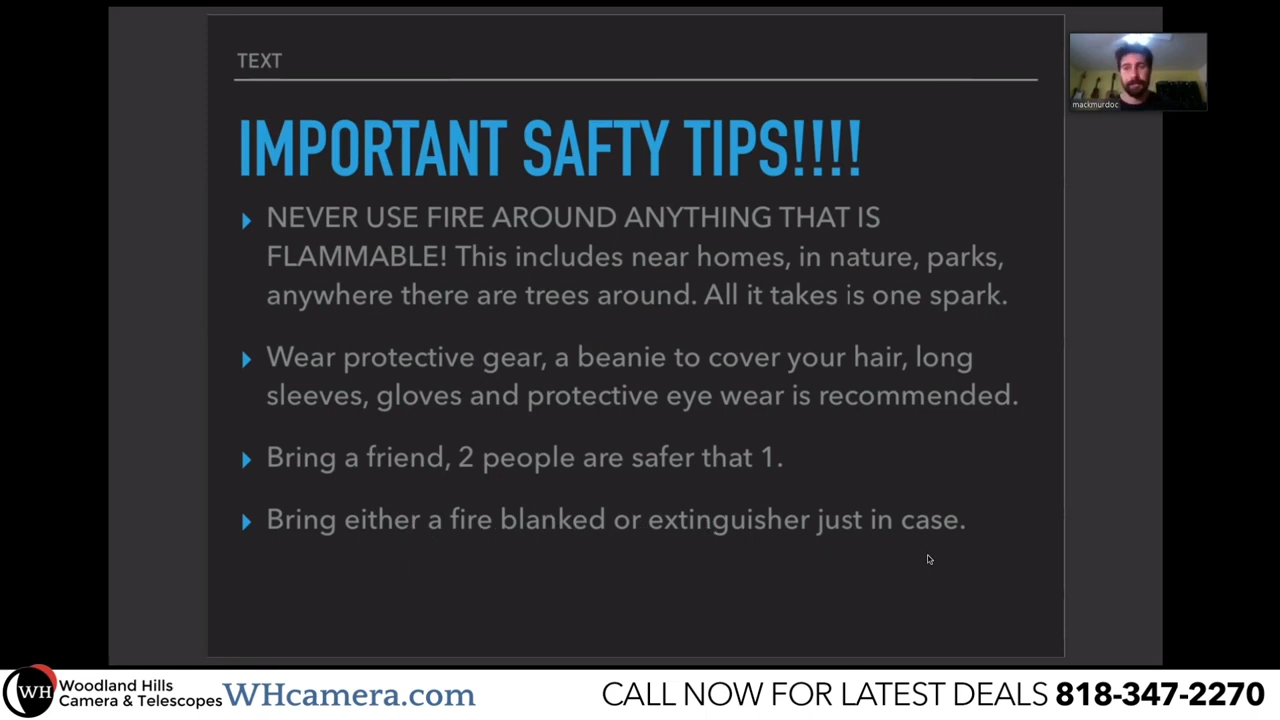 TEXT
mackmurdoc
IMPORTANT SAFTY TIPS!!!!
NEVER USE FIRE AROUND ANYTHING THAT IS
FLAMMABLE! This includes near homes, in nature, parks,
anywhere there are trees around. All it takes is one spark.
Wear protective gear, a beanie to cover your hair, long
sleeves, gloves and protective eye wear is recommended.
Bring a friend, 2 people are safer that 1.
Bring either a fire blanked or extinguisher just in case.
WH
Woodland Hills
Camera & Telescopes
WHcamera.com
CALL NOW FOR LATEST DEALS 818-347-2270